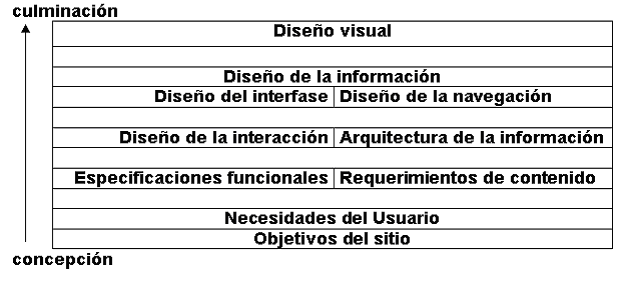 culminación
Diseño visual
Diseño de la información
Diseño del interfase Diseño de la navegación
Diseño de la interacción Arquitectura de la información
Especificaciones funcionales Requerimientos de contenido
Necesidades del Usuario
Objetivos del sitio
concepción